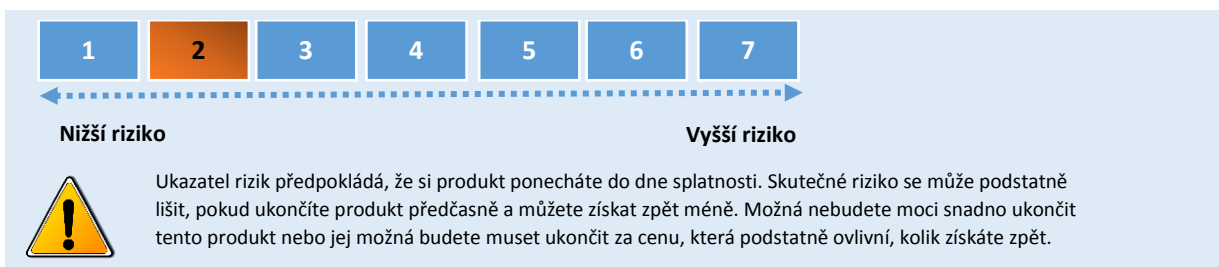 1 2 3 4 5 6 7
Nižší riziko Vyšší riziko
Ukazatel rizik předpokládá, že si produkt ponecháte do dne splatnosti. Skutečné riziko se může podstatně
lišit, pokud ukončíte produkt předčasně a můžete získat zpět méně. Možná nebudete moci snadno ukončit
tento produkt nebo jej možná budete muset ukončit za cenu, která podstatně ovlivní, kolik získáte zpět.